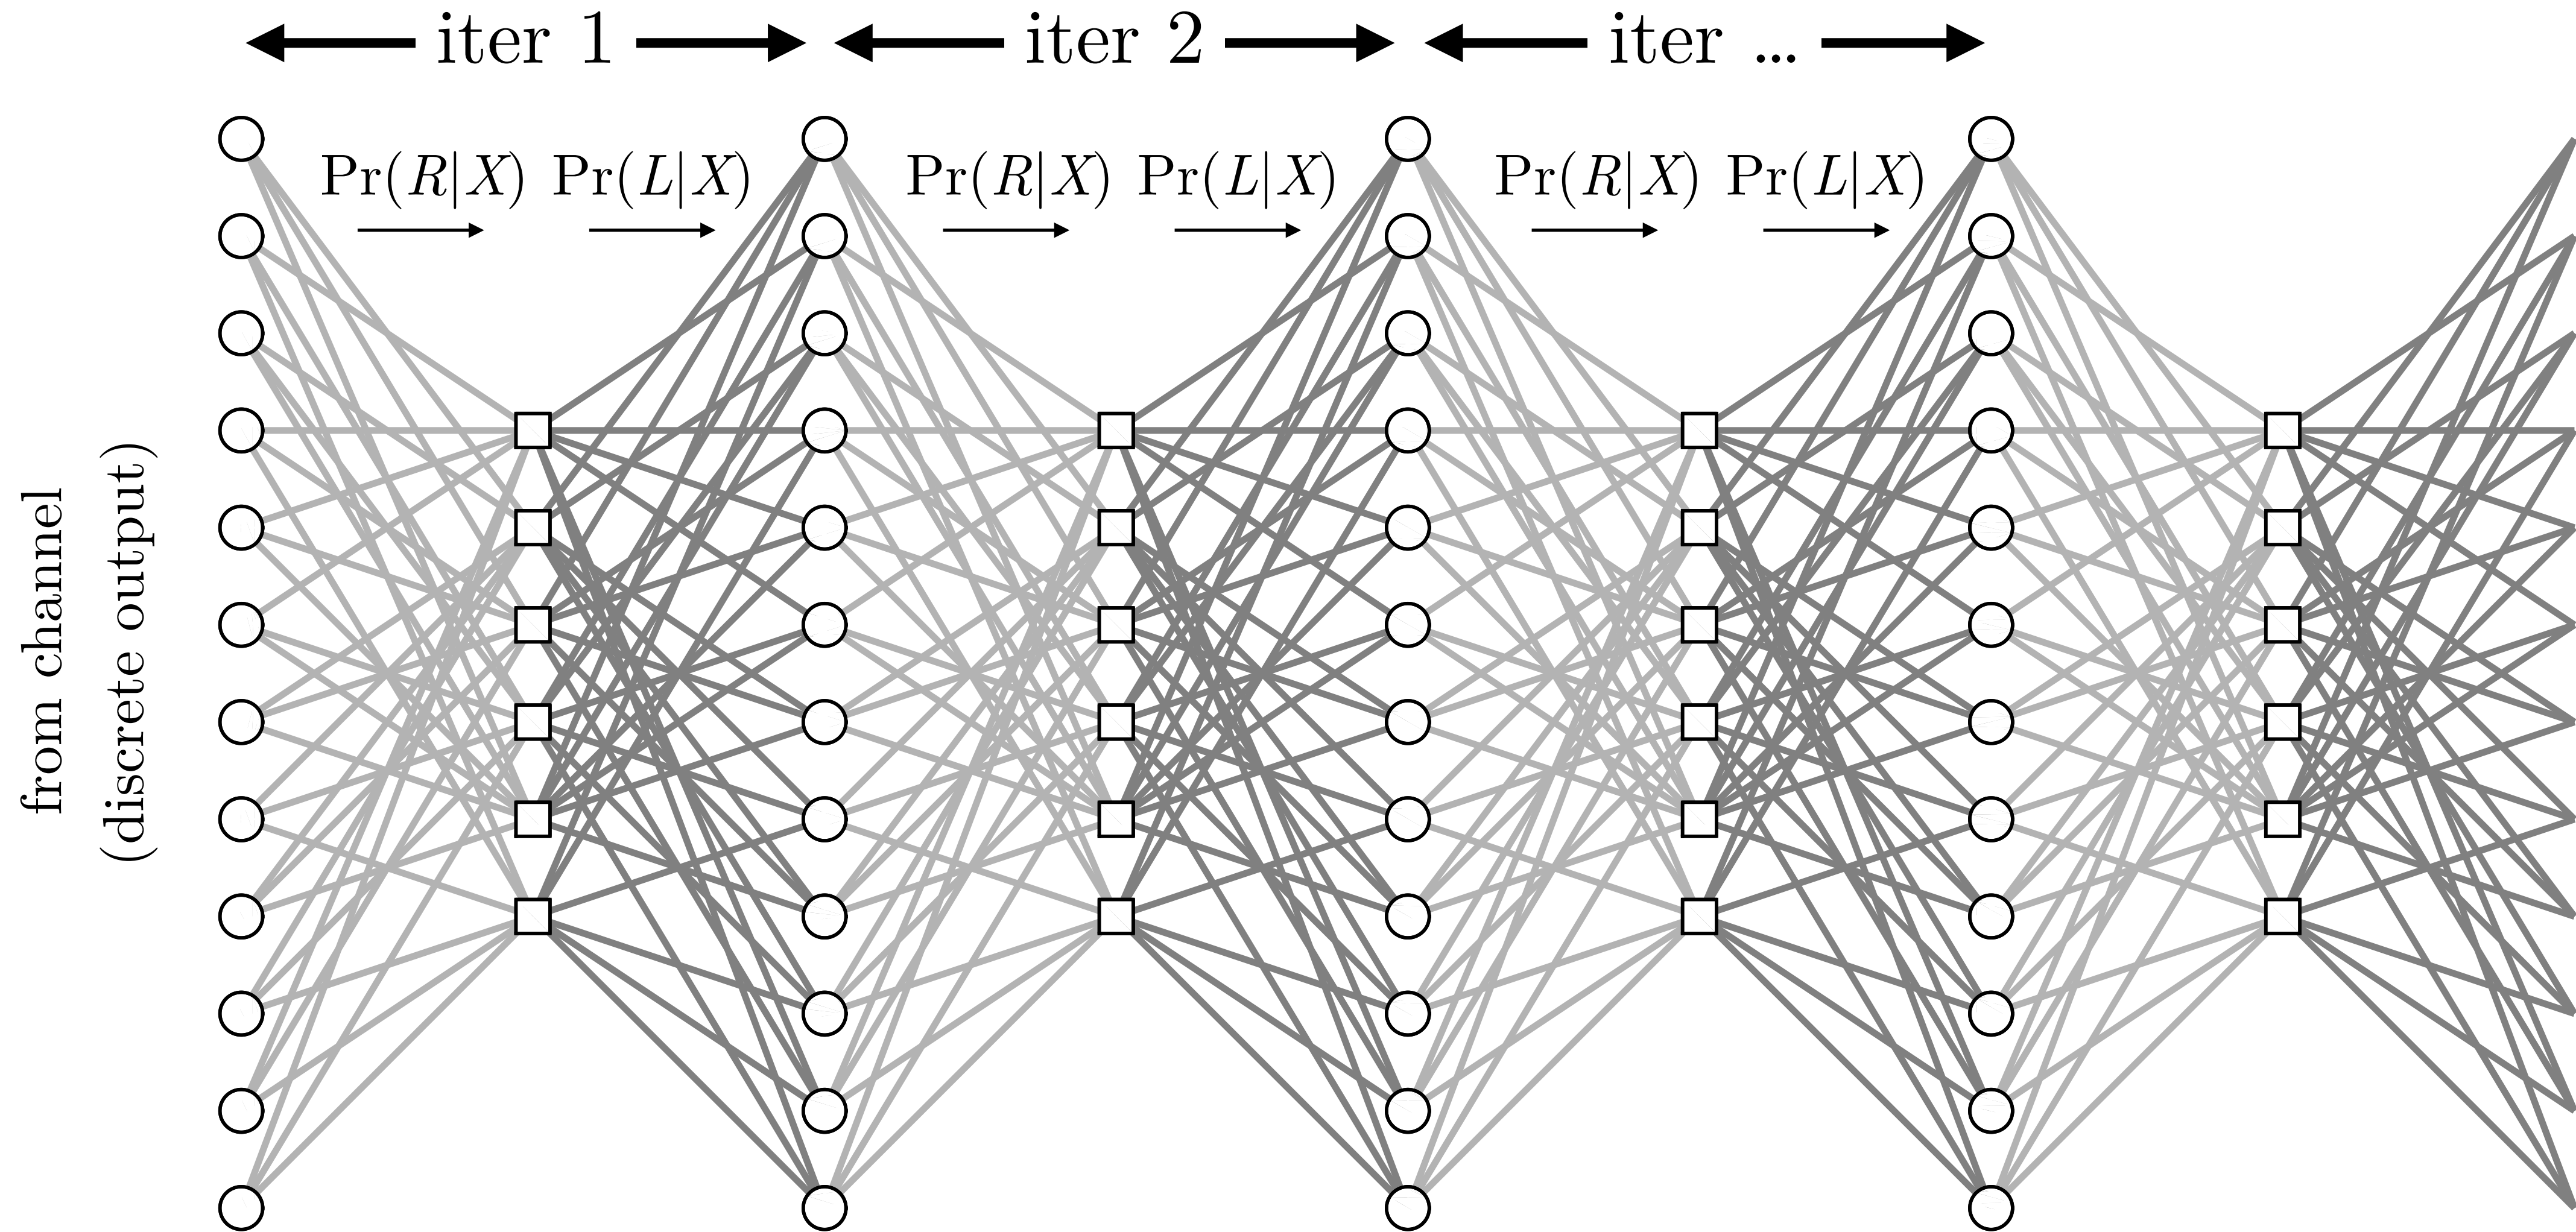 iter 1
iter 2
iter ...
Pr(R|X)
Pr(L|X)
Pr(R|X)
Pr(L|X)
Pr(R|X)
Pr(L|X)
from channel
(discrete output)